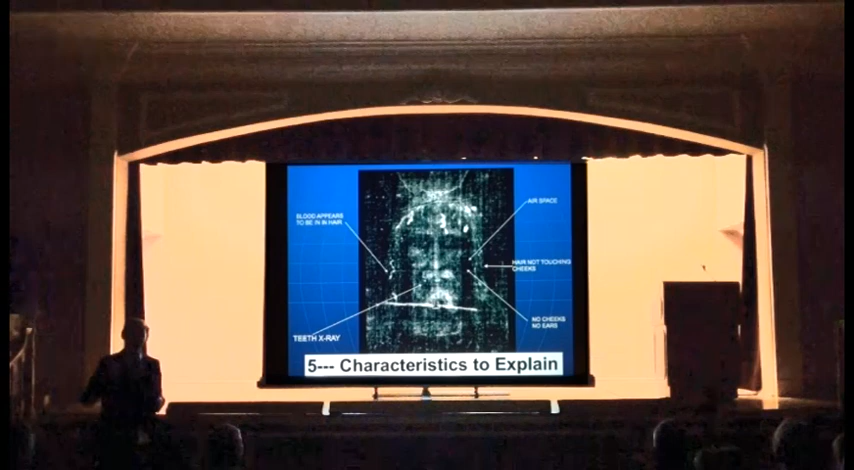 BLOOD APPEARS
TO BE IN IN HAIR
AIR SPACE
HAIR NOT TOUCHING
CHEEKS
NO CHEEKS
NO EARS
TEETH X-RAY
5--- Characteristics to Explain